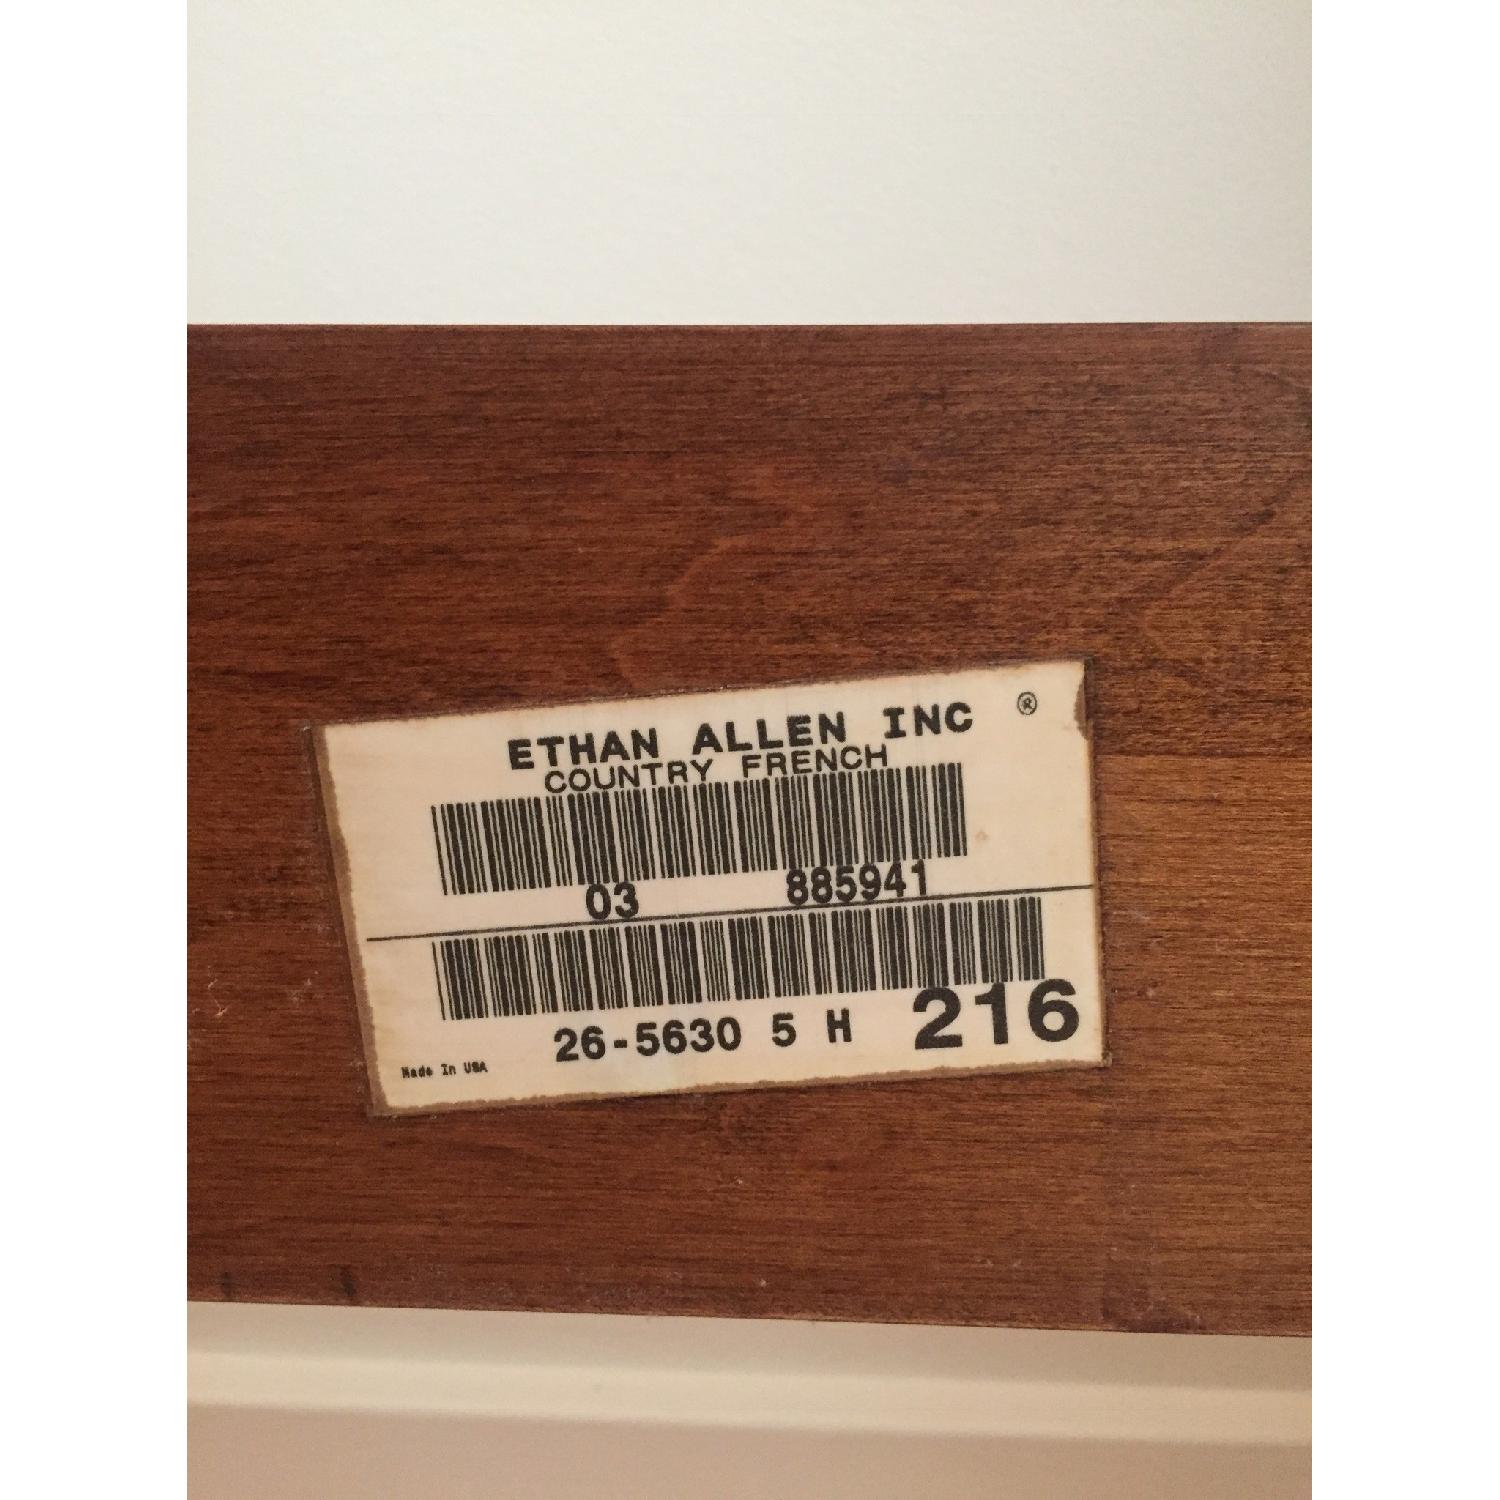 ETHAN ALLEN INC ®
COUNTRY FRENCH
03 885941
26-5630 5 H 216
Made In USA